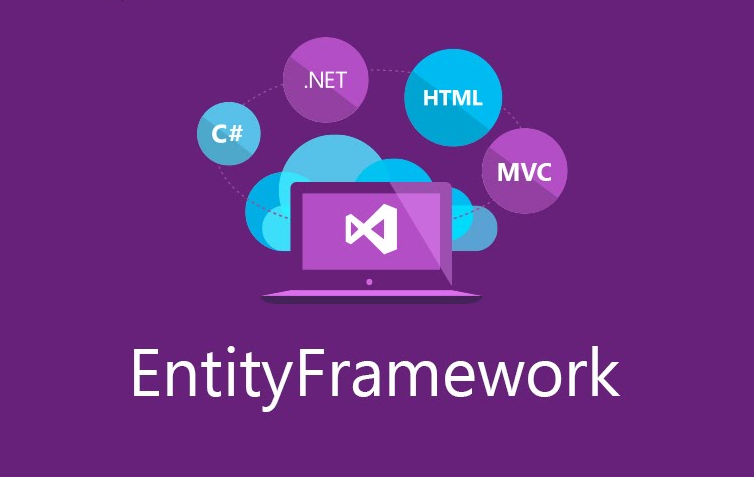 .NET
HTML
C#
MVC
EntityFramework